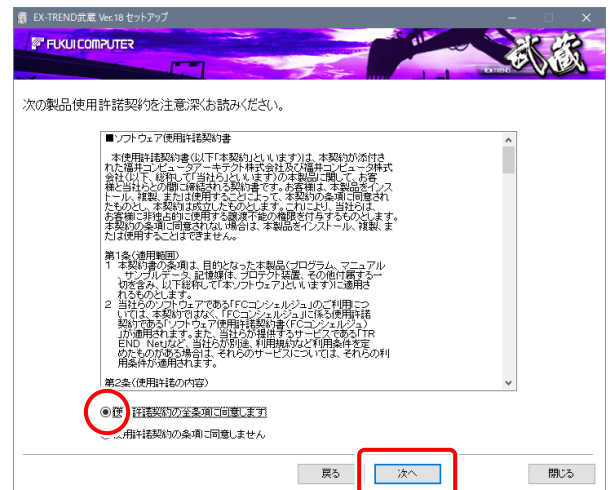 EX-TREND武蔵 Ver.18 セットアップ
FUKUI COMPUTER
EX-TREND 武蔵
次の製品使用許諾契約を注意深くお読みください。
■ソフトウェア使用許諾契約書
本使用許諾契約書(以下「本契約」といいます)は、本契約が添付さ
れた福井コンピュータアーキテクト株式会社及び福井コンピュータ株式
会社(以下、総称して「当社ら」といいます)の本製品に関して、お客
様と当社らとの間に締結される契約書です。お客様は、本製品をインス
トール、複製、または使用することによって、本契約の条項に同意され
たものとし、本契約は成立したものとします。これにより、当社らは、
お客様に非独占的に使用する譲渡不能の権限を付与するものとします。
本契約の条項に同意されない場合は、本製品をインストール、複製、ま
たは使用することはできません。
第1条(適用範囲)
1 本契約書の条項は、目的となった本製品(プログラム、マニュアル
、サンプルデータ、記憶媒体、プロテクト装置、その他付属する一
切を含み、以下総称して「本ソフトウェア」といいます)に適用さ
れるものとします。
2 当社らのソフトウェアである「FCコンシェルジュ」のご利用につ
いては、本契約ではなく、「FCコンシェルジュ」に係る使用許諾
契約である「ソフトウェア使用許諾契約書(FCコンシェルジュ)
」が適用されます。また、当社らが提供するサービスである「TR
END Net」など、当社らが別途、利用規約など利用条件を定
めたものがある場合は、それらのサービスについては、それらの利
用条件が適用されます。
第2条(使用許諾の内容)
使 許諾契約の全条項に同意します
使用許諾契約の条項に同意しません
戻る 次へ 閉じる